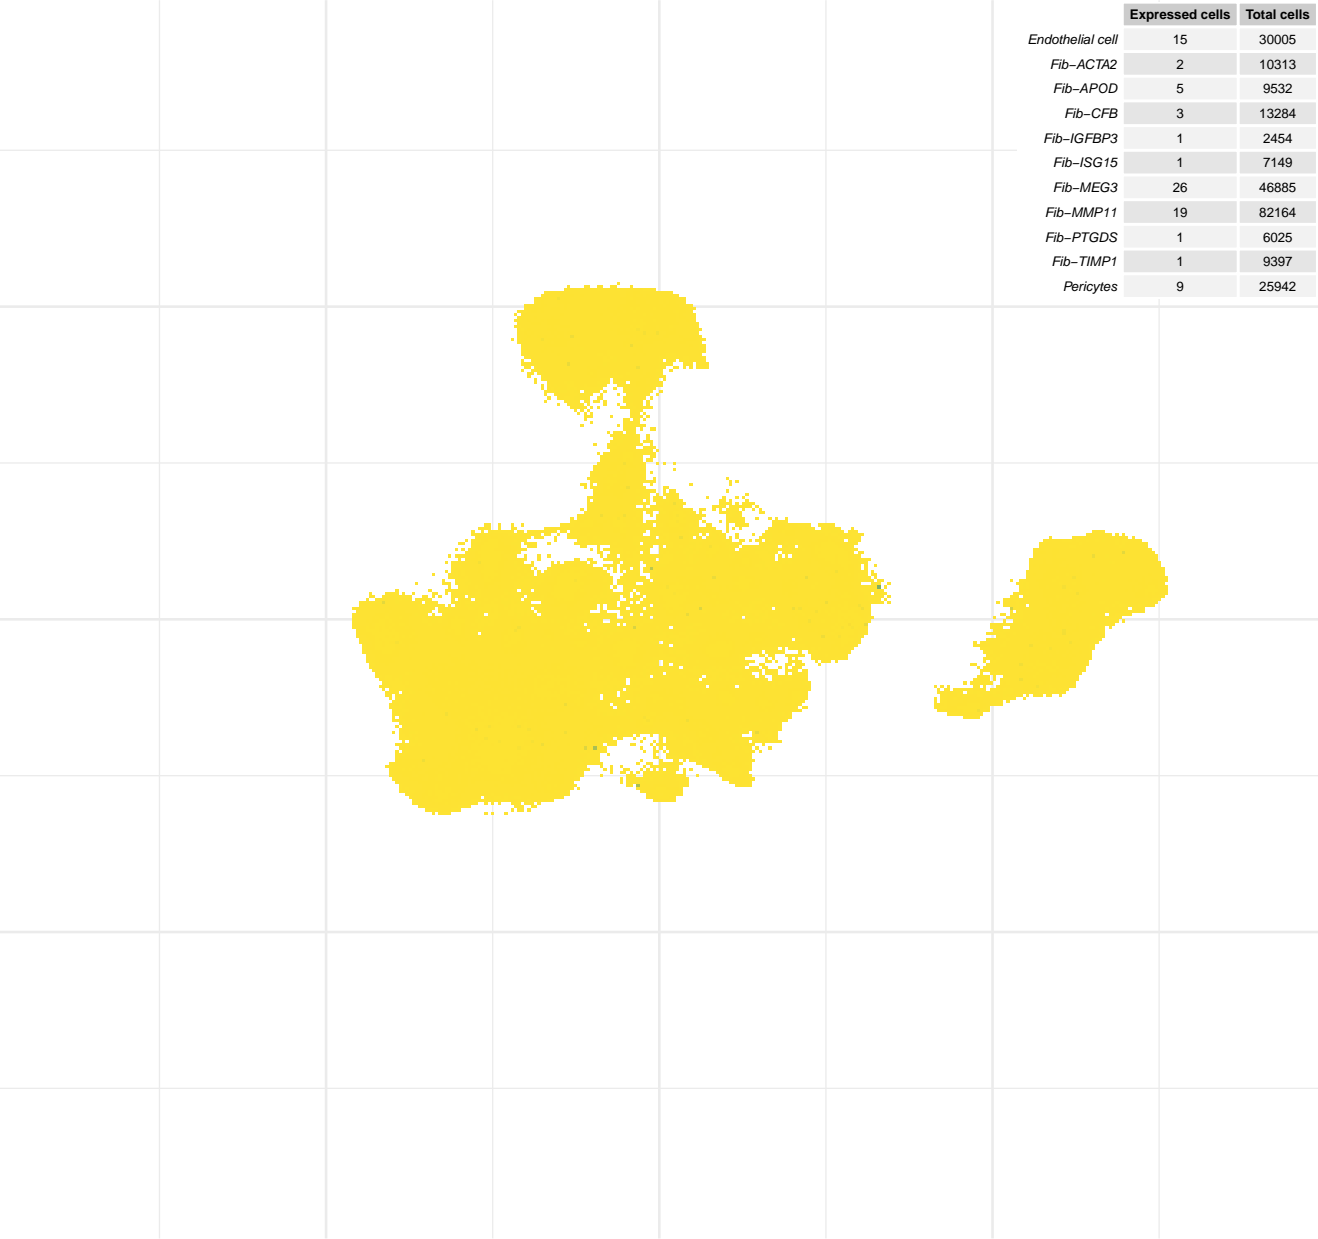 Expressed cells Total cells
Endothelial cell 15 30005
Fib−ACTA2 2 10313
Fib−APOD 5 9532
Fib−CFB 3 13284
Fib−IGFBP3 1 2454
Fib−ISG15 1 7149
Fib−MEG3 26 46885
Fib−MMP11 19 82164
Fib−PTGDS 1 6025
Fib−TIMP1 1 9397
Pericytes 9 25942